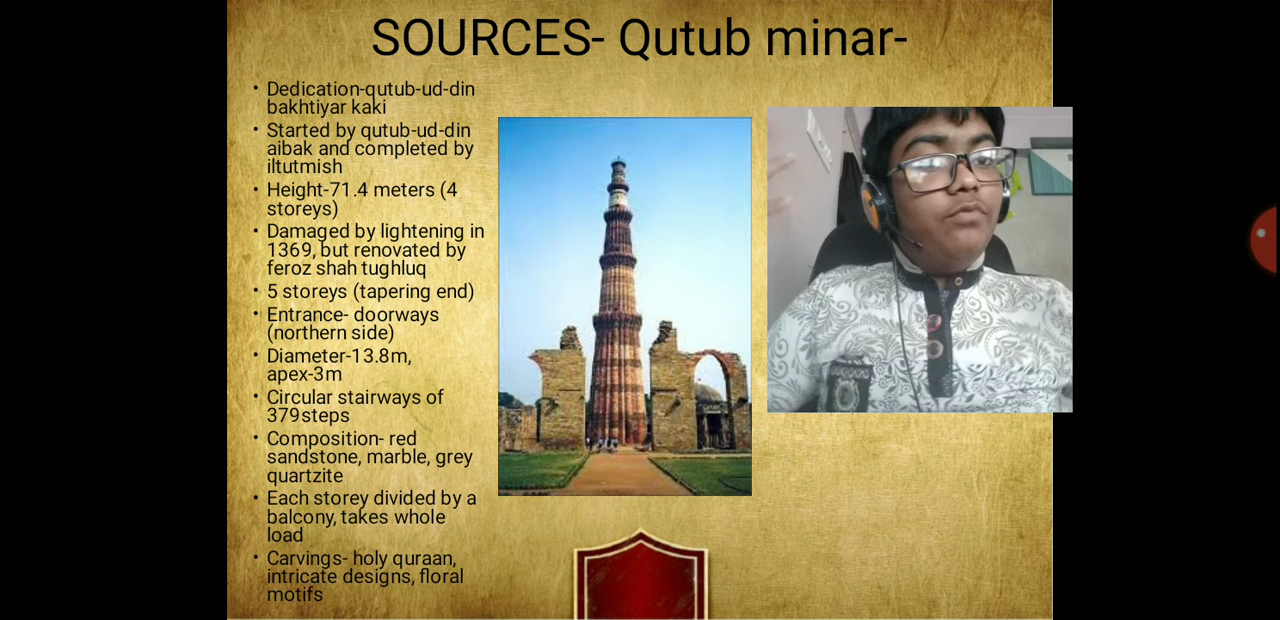 SOURCES- Qutub minar-
• Dedication-qutub-ud-din
bakhtiyar kaki
• Started by qutub-ud-din
aibak and completed by
iltutmish
• Height-71.4 meters (4
storeys)
• Damaged by lightening in
1369, but renovated by
feroz shah tughluq
• 5 storeys (tapering end)
• Entrance- doorways
(northern side)
• Diameter-13.8m,
apex-3m
• Circular stairways of
379steps
• Composition- red
sandstone, marble, grey
quartzite
• Each storey divided by a
balcony, takes whole
load
• Carvings- holy quraan,
intricate designs, floral
motifs